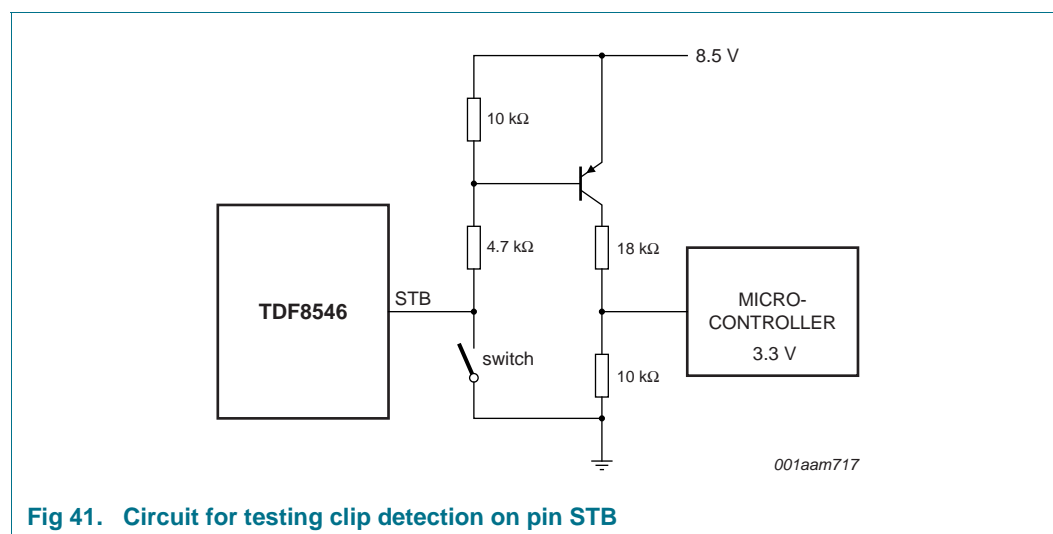 8.5 V
10 kΩ
4.7 kΩ
18 kΩ
STB
TDF8546
MICRO-
CONTROLLER
3.3 V
switch
10 kΩ
001aam717
Fig 41. Circuit for testing clip detection on pin STB